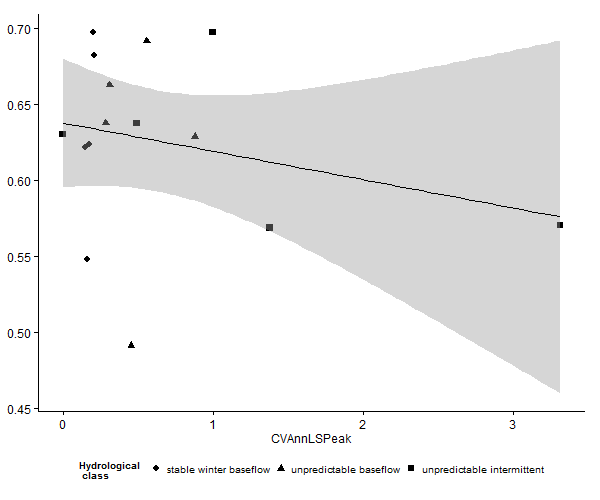 0.70
0.65
0.60
0.55
0.50
0.45
0 1 2 3
CVAnnLSPeak
Hydrological
class
stable winter baseflow unpredictable baseflow unpredictable intermittent